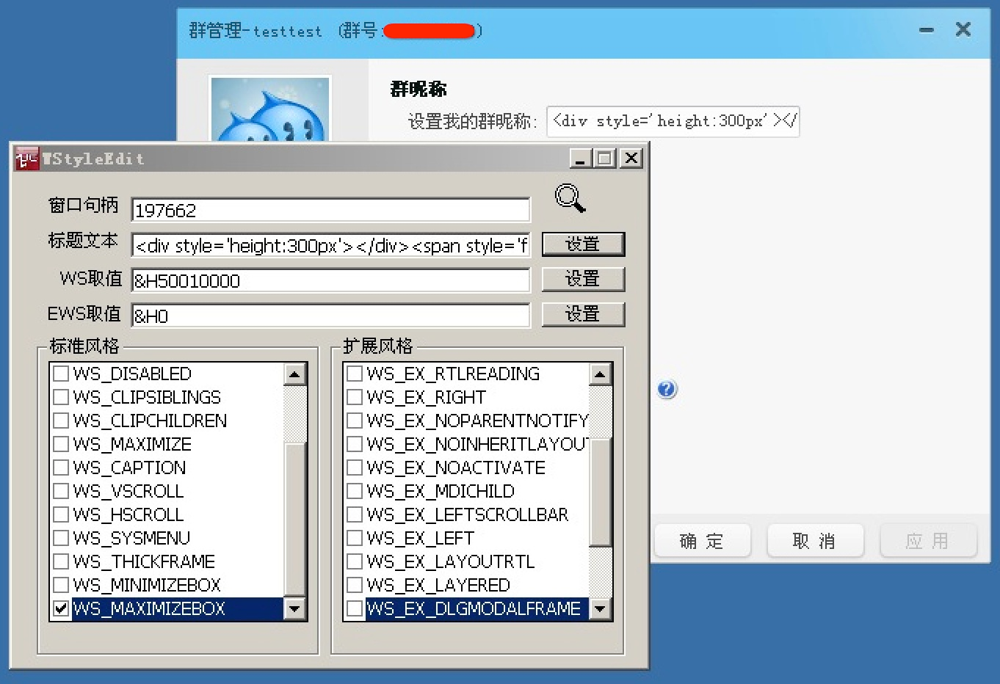 群管理-testtest （群号: ）
群昵称
设置我的群昵称:
<div style='height:300px'></
WStyleEdit
窗口句柄
197662
标题文本
<div style='height:300px'></div><span style='f
设置
WS取值
&H50010000
设置
EWS取值
&H0
设置
标准风格
WS_DISABLED
WS_CLIPSIBLINGS
WS_CLIPCHILDREN
WS_MAXIMIZE
WS_CAPTION
WS_VSCROLL
WS_HSCROLL
WS_SYSMENU
WS_THICKFRAME
WS_MINIMIZEBOX
WS_MAXIMIZEBOX
扩展风格
WS_EX_RTLREADING
WS_EX_RIGHT
WS_EX_NOPARENTNOTIFY
WS_EX_NOINHERITLAYOUT
WS_EX_NOACTIVATE
WS_EX_MDICHILD
WS_EX_LEFTSCROLLBAR
WS_EX_LEFT
WS_EX_LAYOUTRTL
WS_EX_LAYERED
WS_EX_DLGMODALFRAME
?
确定
取消
应用